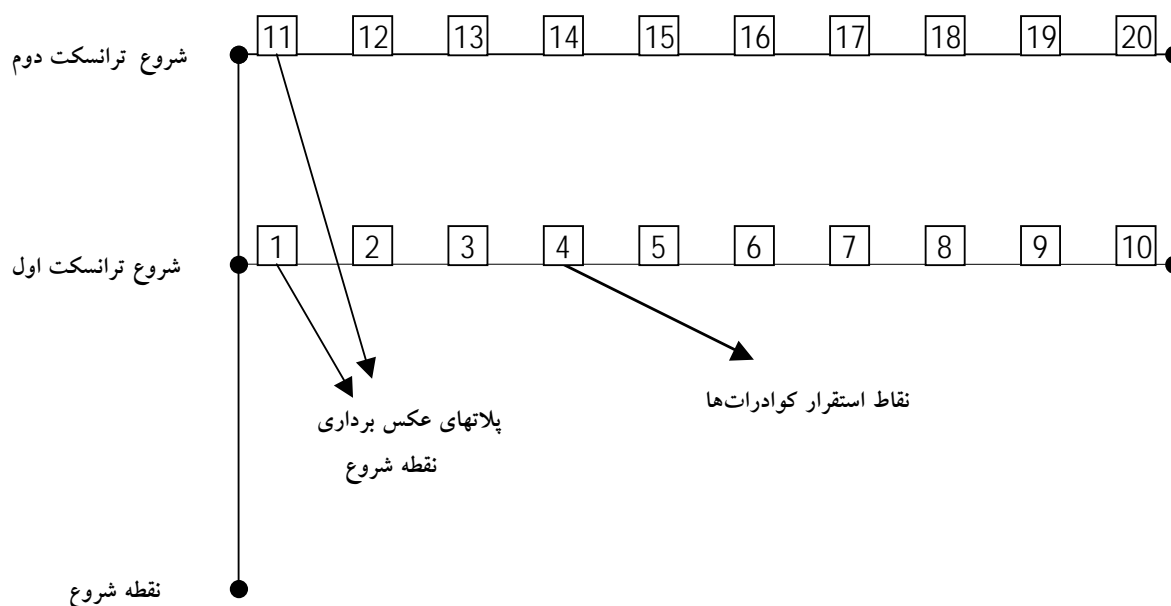 شروع ترانسکت دوم
11 12 13 14 15 16 17 18 19 20
شروع ترانسکت اول
1 2 3 4 5 6 7 8 9 10
نقاط استقرار کوادرات‌ها
پلاتهای عکس برداری
نقطه شروع
نقطه شروع